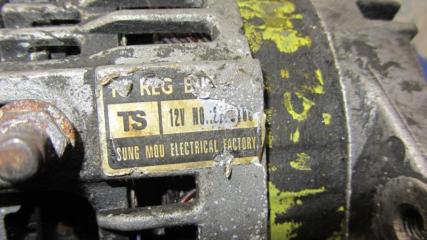 REG
TS 12V NO.
SUNG MOU ELECTRICAL FACTORY